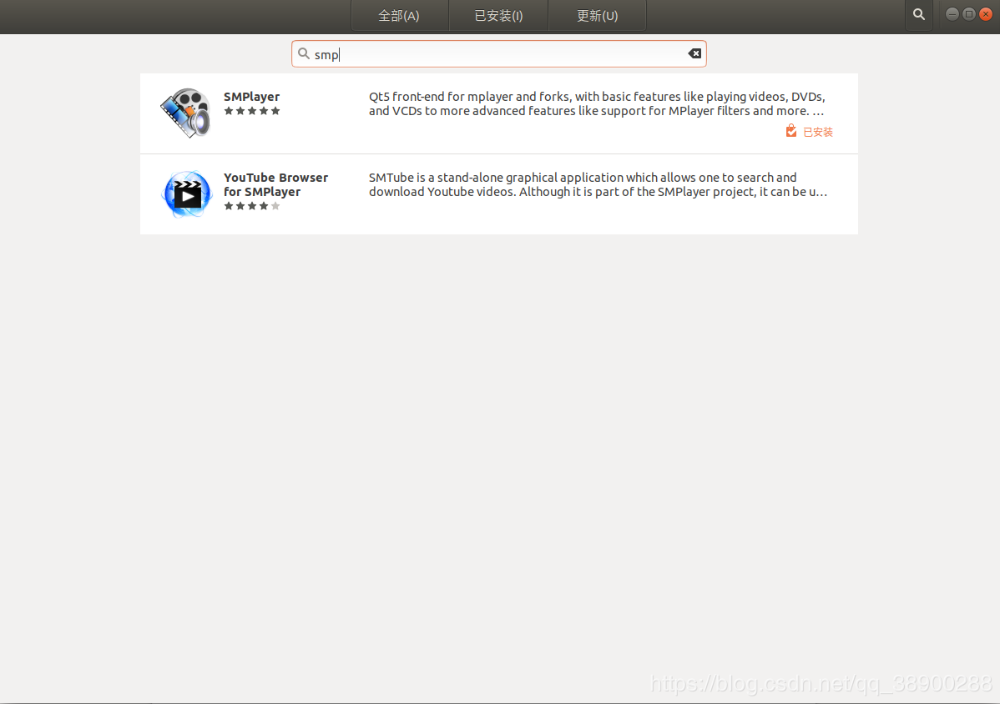 全部(A) 已安装(I) 更新(U)
smp
SMPlayer
Qt5 front-end for mplayer and forks, with basic features like playing videos, DVDs,
and VCDs to more advanced features like support for MPlayer filters and more. …
已安装
YouTube Browser
for SMPlayer
SMTube is a stand-alone graphical application which allows one to search and
download Youtube videos. Although it is part of the SMPlayer project, it can be u…
https://blog.csdn.net/qq_38900288